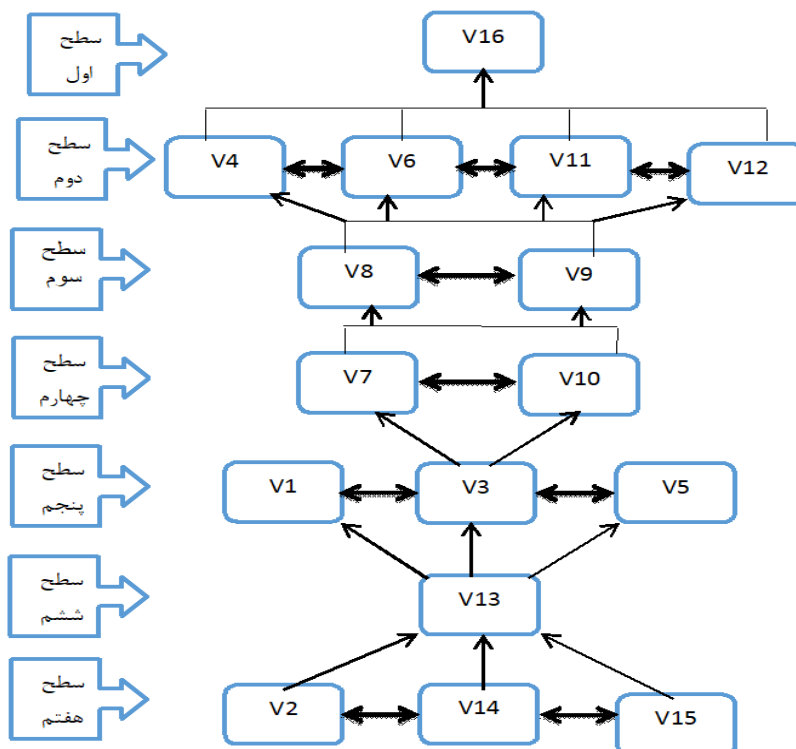 سطح
اول
V16
سطح
دوم
V4 V6 V11 V12
سطح
سوم
V8 V9
سطح
چهارم
V7 V10
سطح
پنجم
V1 V3 V5
سطح
ششم
V13
سطح
هفتم
V2 V14 V15